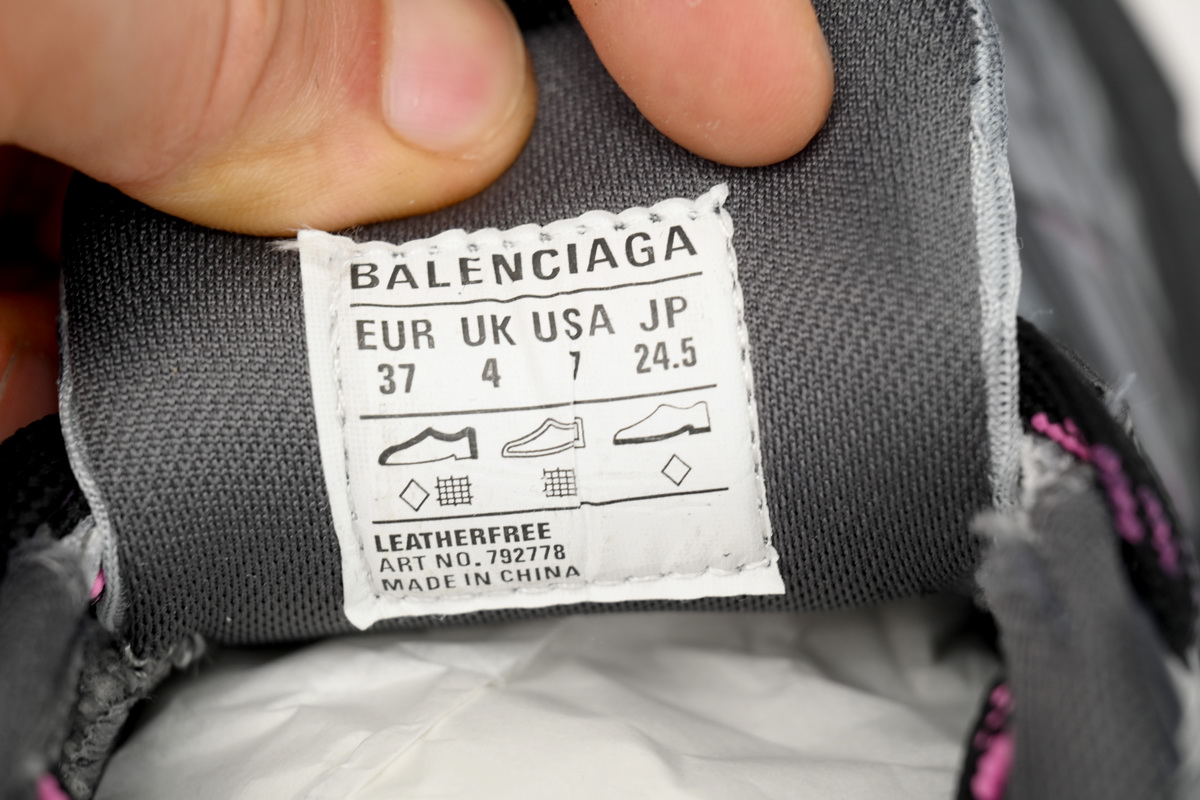 BALENCIAGA
EUR UK USA JP
37 4 7 24.5
LEATHERFREE
ART NO. 792778
MADE IN CHINA